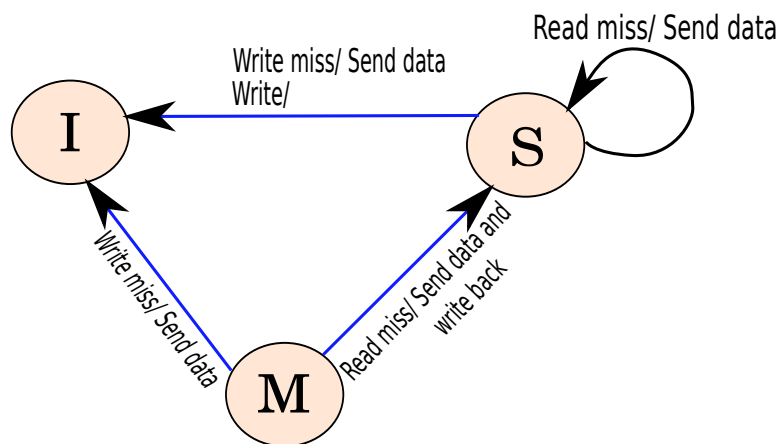 Read miss/ Send data
Write miss/ Send data
Write/
I
S
Write miss/ Send data
Read miss/ Send data and
write back
M